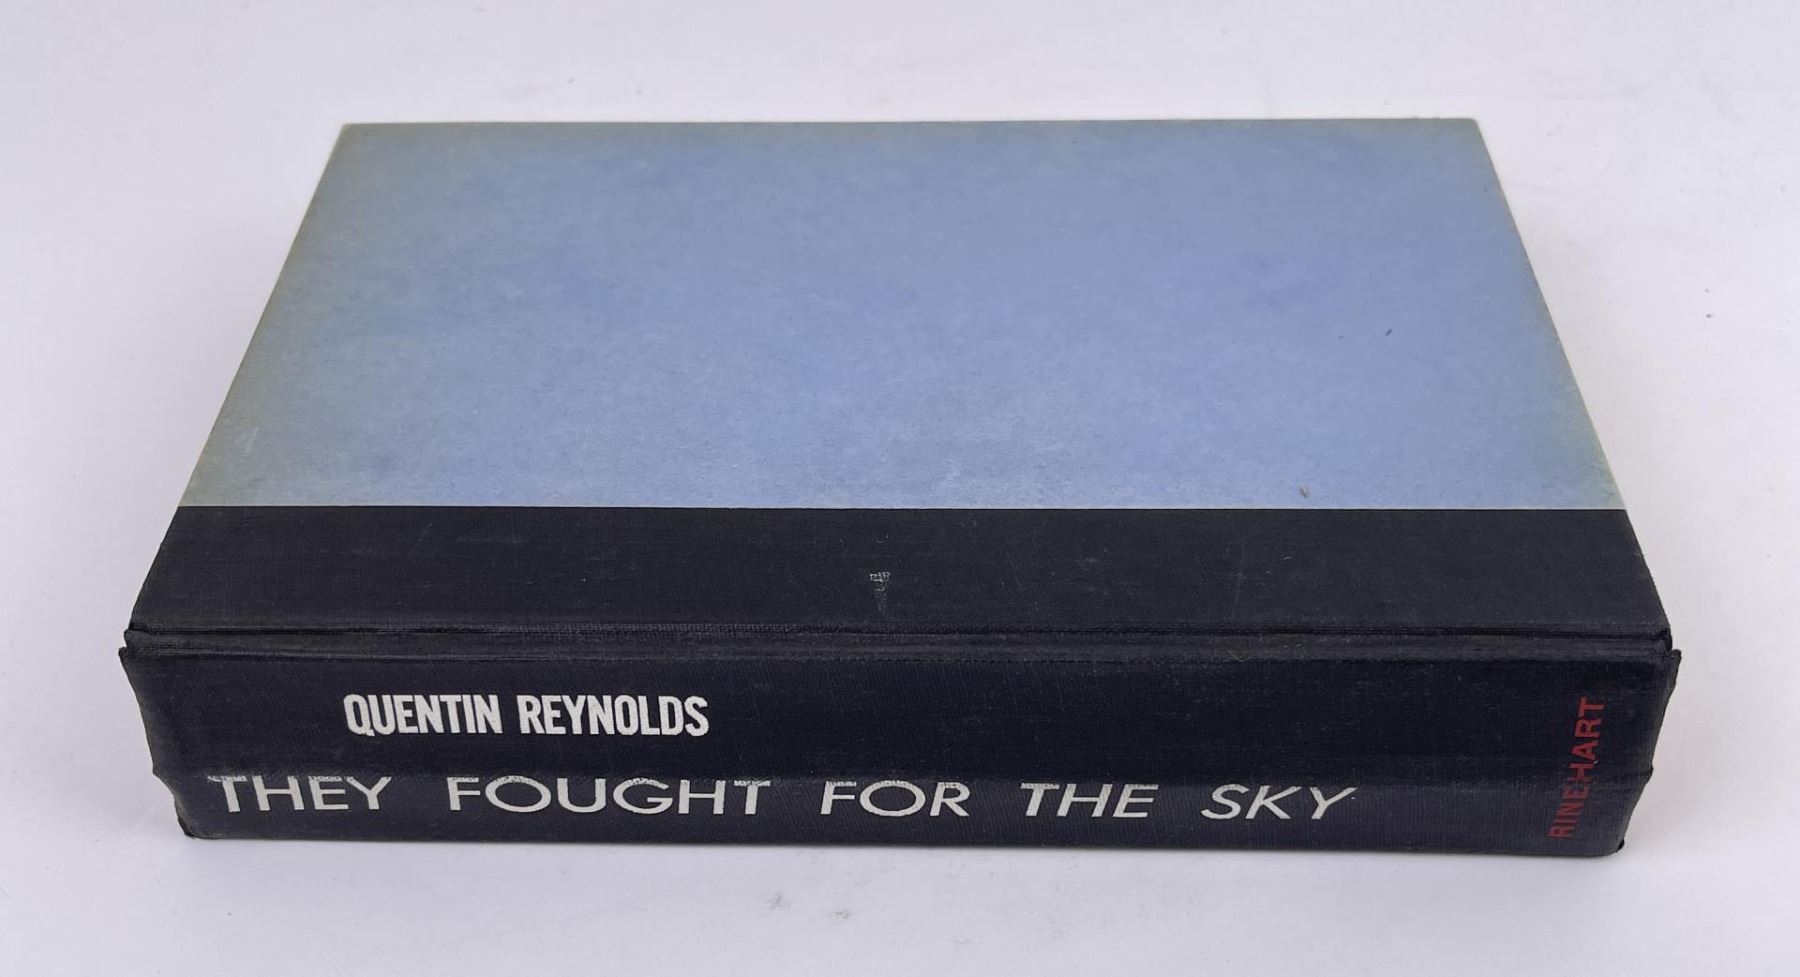 QUENTIN REYNOLDS
THEY FOUGHT FOR THE SKY
RINEHART